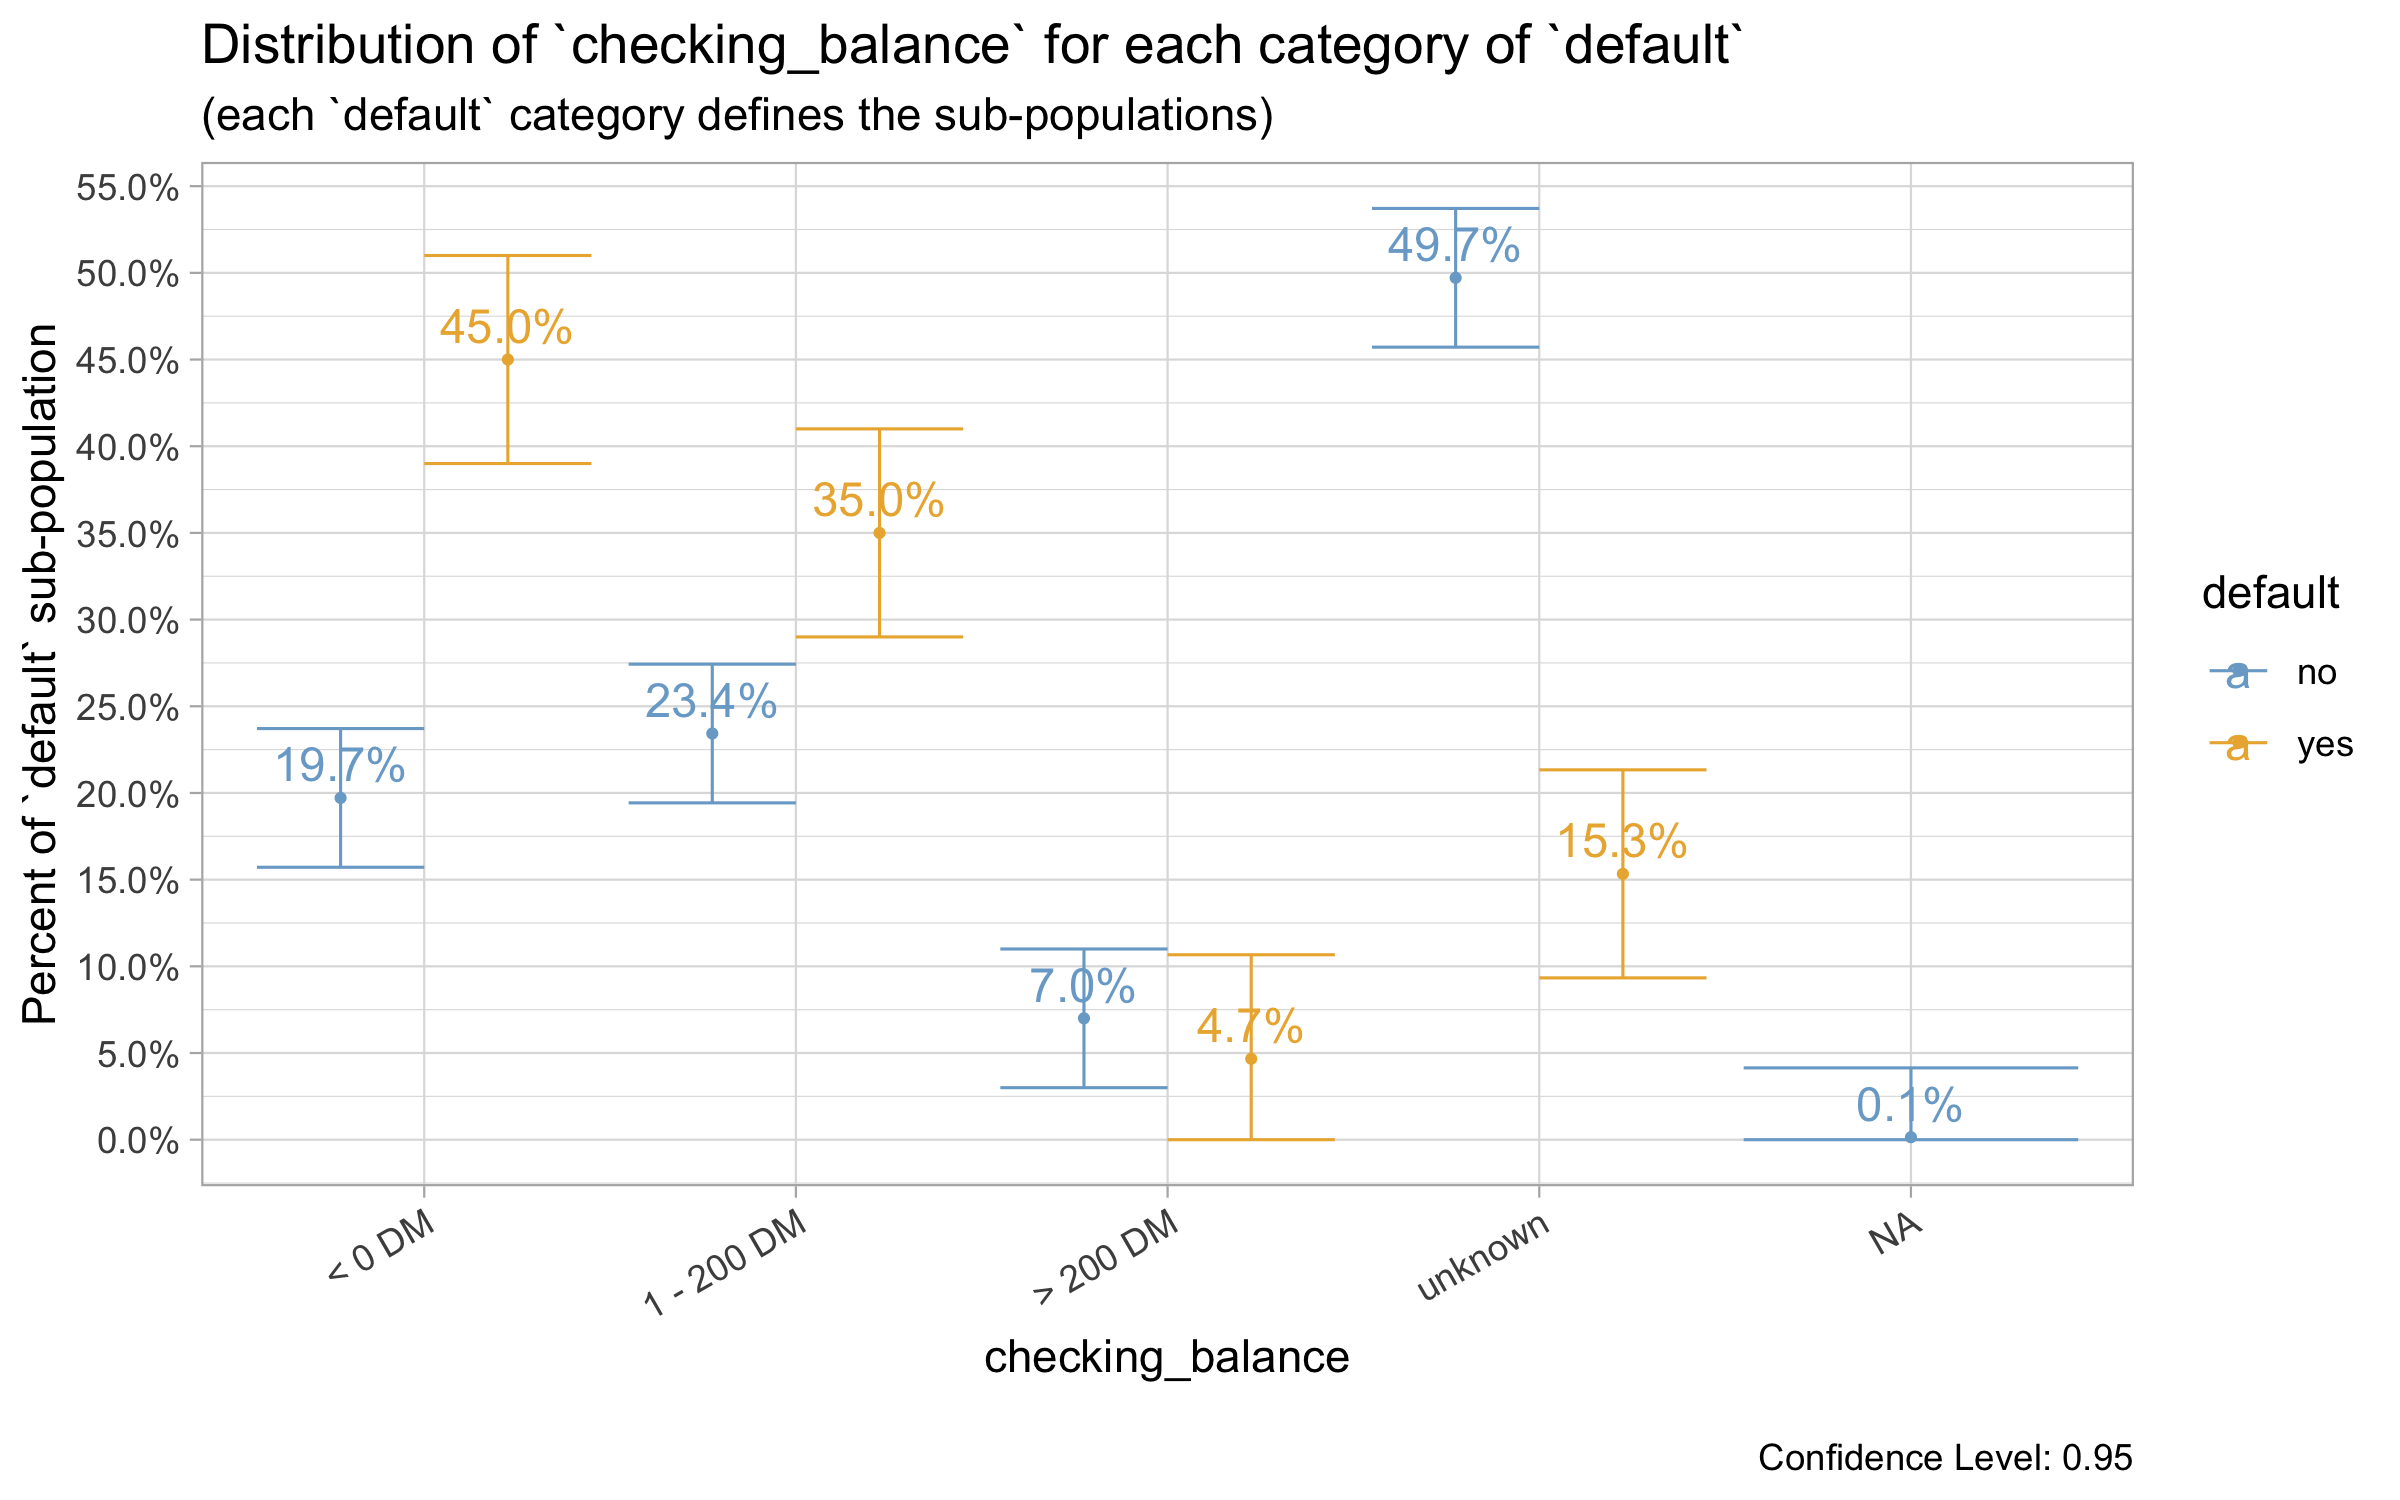 Distribution of `checking_balance` for each category of `default`
(each `default` category defines the sub-populations)
Percent of `default` sub-population
55.0%
50.0%
45.0%
40.0%
35.0%
30.0%
25.0%
20.0%
15.0%
10.0%
5.0%
0.0%
19.7%
45.0%
23.4%
35.0%
7.0%
4.7%
49.7%
15.3%
0.1%
< 0 DM
1 - 200 DM
> 200 DM
unknown
NA
checking_balance
default
a no
a yes
Confidence Level: 0.95